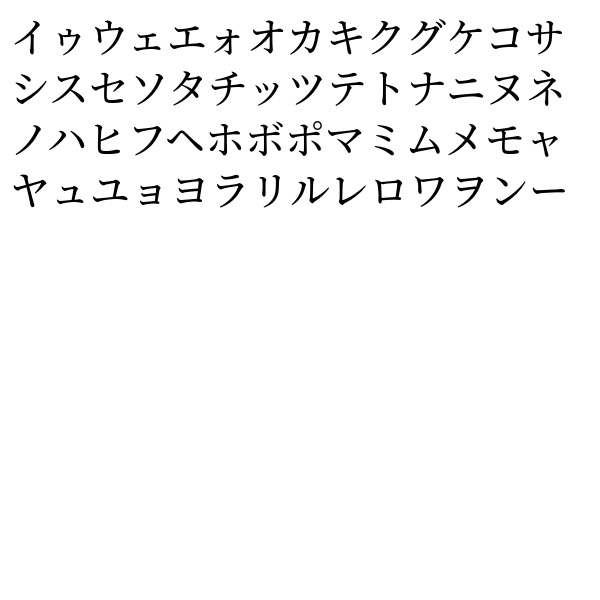 イゥウェエォオカキクグケコサ
シスセソタチッツテトナニヌネ
ノハヒフヘホボポマミムメモャ
ヤュユョヨラリルレロワヲンー